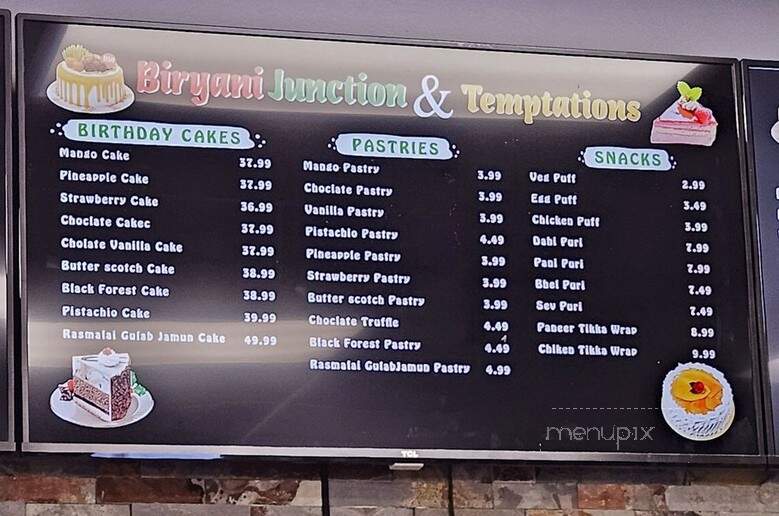 Biryani Junction & Temptations
BIRTHDAY CAKES
Mango Cake 37.99
Pineapple Cake 37.99
Strawberry Cake 36.99
Choclate Cakec 37.99
Cholate Vanilla Cake 37.99
Butter scotch Cake 38.99
Black Forest Cake 38.99
Pistachio Cake 39.99
Rasmalai Gulab Jamun Cake 49.99
PASTRIES
Mango Pastry 3.99
Choclate Pastry 3.99
Vanilla Pastry 3.99
Pistachio Pastry 4.49
Pineapple Pastry 3.99
Strawberry Pastry 3.99
Butter scotch Pastry 3.99
Choclate Truffle 4.49
Black Forest Pastry 4.49
Rasmalai GulabJamun Pastry 4.99
SNACKS
Veg Puff 2.99
Egg Puff 3.49
Chicken Puff 3.99
Dahi Puri 7.99
Pani Puri 7.99
Bhel Puri 7.49
Sev Puri 7.49
Paneer Tikka Wrap 8.99
Chiken Tikka Wrap 9.99
menupix
TCL